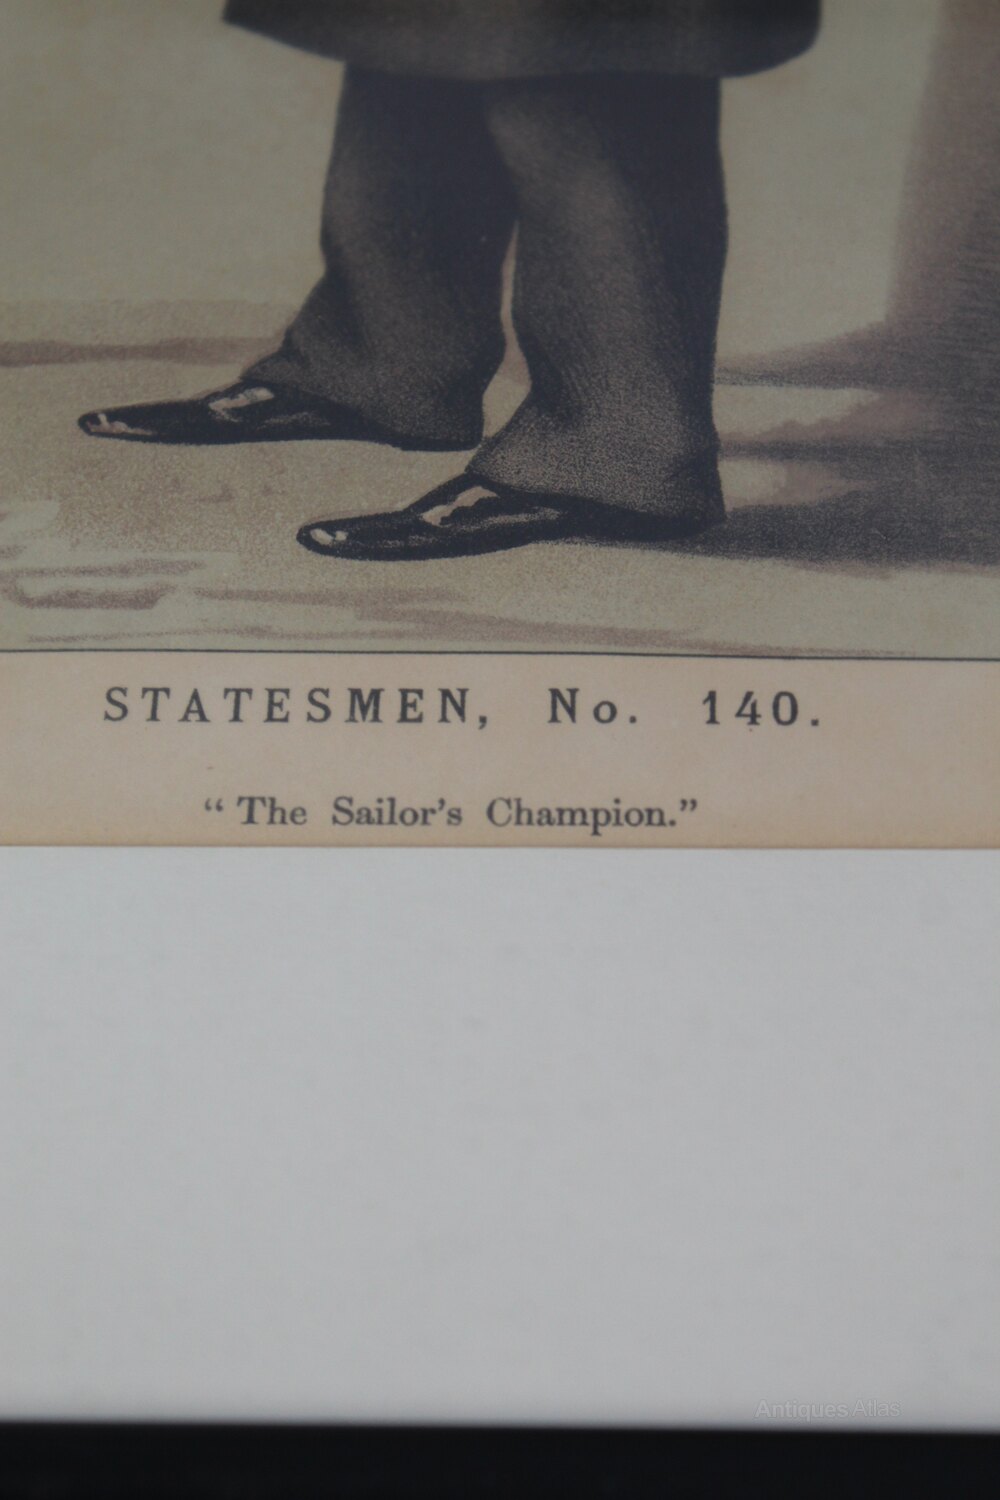 STATESMEN, No. 140.
“The Sailor’s Champion.”
Antiques Atlas